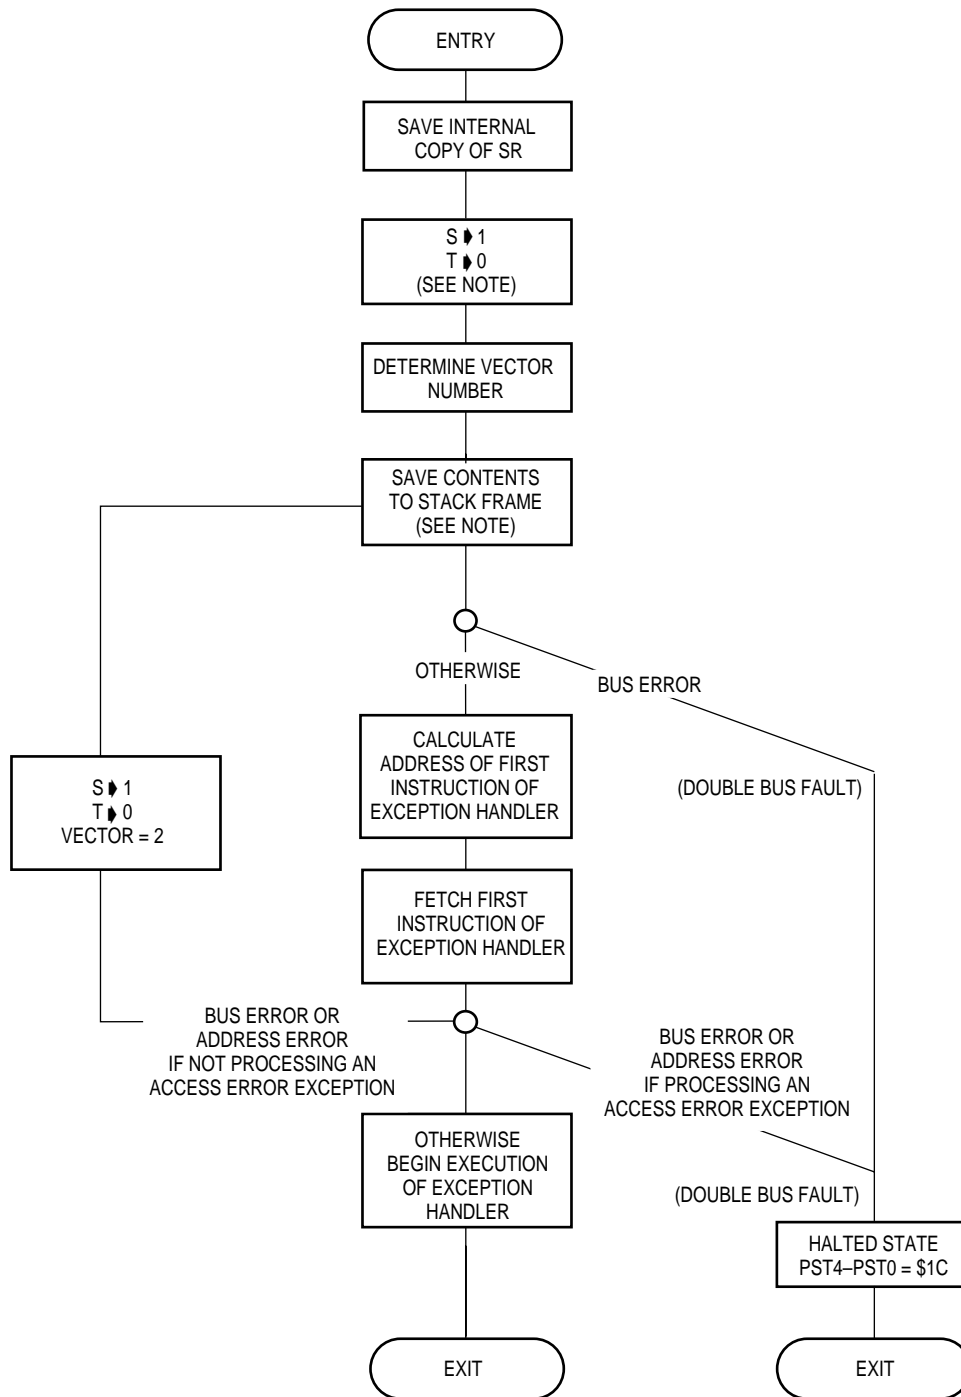 ENTRY
SAVE INTERNAL
COPY OF SR
S ➧ 1
T ➧ 0
(SEE NOTE)
DETERMINE VECTOR
NUMBER
SAVE CONTENTS
TO STACK FRAME
(SEE NOTE)
OTHERWISE
BUS ERROR
CALCULATE
ADDRESS OF FIRST
INSTRUCTION OF
EXCEPTION HANDLER
(DOUBLE BUS FAULT)
S ➧ 1
T ➧ 0
VECTOR = 2
FETCH FIRST
INSTRUCTION OF
EXCEPTION HANDLER
BUS ERROR OR
ADDRESS ERROR
IF NOT PROCESSING AN
ACCESS ERROR EXCEPTION
BUS ERROR OR
ADDRESS ERROR
IF PROCESSING AN
ACCESS ERROR EXCEPTION
OTHERWISE
BEGIN EXECUTION
OF EXCEPTION
HANDLER
(DOUBLE BUS FAULT)
HALTED STATE
PST4–PST0 = $1C
EXIT
EXIT